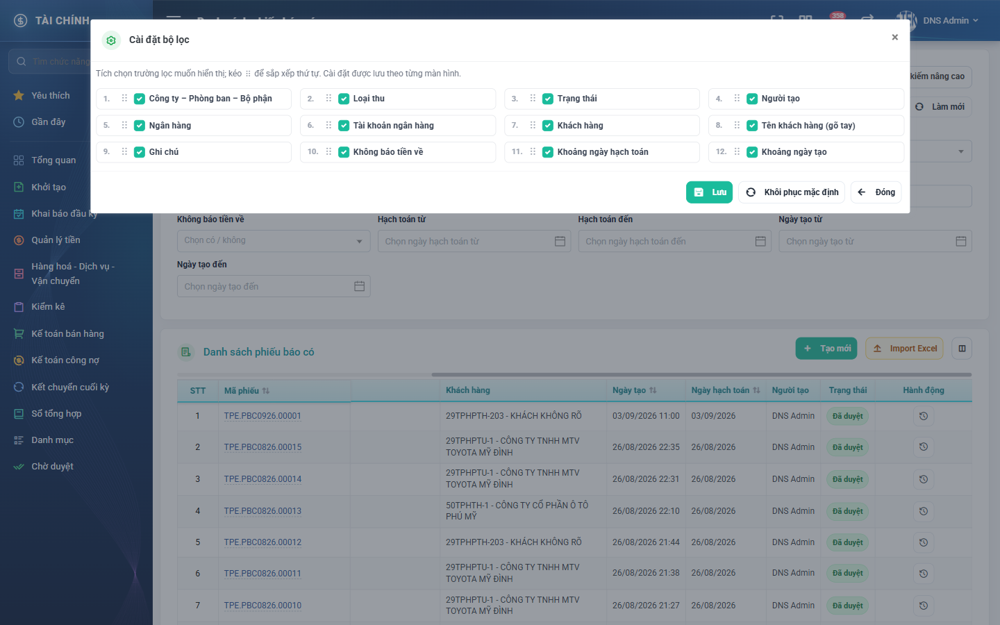 TÀI CHÍNH
358
DNS Admin
Cài đặt bộ lọc
×
Tìm chức năng
Tích chọn trường lọc muốn hiển thị; kéo ⠿ để sắp xếp thứ tự. Cài đặt được lưu theo từng màn hình.
kiếm nâng cao
Làm mới
1. Công ty – Phòng ban – Bộ phận
2. Loại thu
3. Trạng thái
4. Người tạo
5. Ngân hàng
6. Tài khoản ngân hàng
7. Khách hàng
8. Tên khách hàng (gõ tay)
9. Ghi chú
10. Không báo tiền về
11. Khoảng ngày hạch toán
12. Khoảng ngày tạo
Lưu
Khôi phục mặc định
Đóng
Yêu thích
Gần đây
Tổng quan
Khởi tạo
Khai báo đầu kỳ
Quản lý tiền
Hàng hoá - Dịch vụ -
Vận chuyển
Kiểm kê
Kế toán bán hàng
Kế toán công nợ
Kết chuyển cuối kỳ
Sổ tổng hợp
Danh mục
Chờ duyệt
Không báo tiền về
Hạch toán từ
Hạch toán đến
Ngày tạo từ
Chọn có / không
Chọn ngày hạch toán từ
Chọn ngày hạch toán đến
Chọn ngày tạo từ
Ngày tạo đến
Chọn ngày tạo đến
Danh sách phiếu báo có
Tạo mới
Import Excel
STT Mã phiếu Khách hàng Ngày tạo Ngày hạch toán Người tạo Trạng thái Hành động
1 TPE.PBC0926.00001 29TPHPTH-203 - KHÁCH KHÔNG RÕ 03/09/2026 11:00 03/09/2026 DNS Admin Đã duyệt
2 TPE.PBC0826.00015 29TPHPTU-1 - CÔNG TY TNHH MTV TOYOTA MỸ ĐÌNH 26/08/2026 22:35 26/08/2026 DNS Admin Đã duyệt
3 TPE.PBC0826.00014 29TPHPTU-1 - CÔNG TY TNHH MTV TOYOTA MỸ ĐÌNH 26/08/2026 22:31 26/08/2026 DNS Admin Đã duyệt
4 TPE.PBC0826.00013 50TPHTH-1 - CÔNG TY CỔ PHẦN Ô TÔ PHÚ MỸ 26/08/2026 22:10 26/08/2026 DNS Admin Đã duyệt
5 TPE.PBC0826.00012 29TPHPTH-203 - KHÁCH KHÔNG RÕ 26/08/2026 21:44 26/08/2026 DNS Admin Đã duyệt
6 TPE.PBC0826.00011 29TPHPTU-1 - CÔNG TY TNHH MTV TOYOTA MỸ ĐÌNH 26/08/2026 21:38 26/08/2026 DNS Admin Đã duyệt
7 TPE.PBC0826.00010 29TPHPTU-1 - CÔNG TY TNHH MTV TOYOTA MỸ ĐÌNH 26/08/2026 21:27 26/08/2026 DNS Admin Đã duyệt